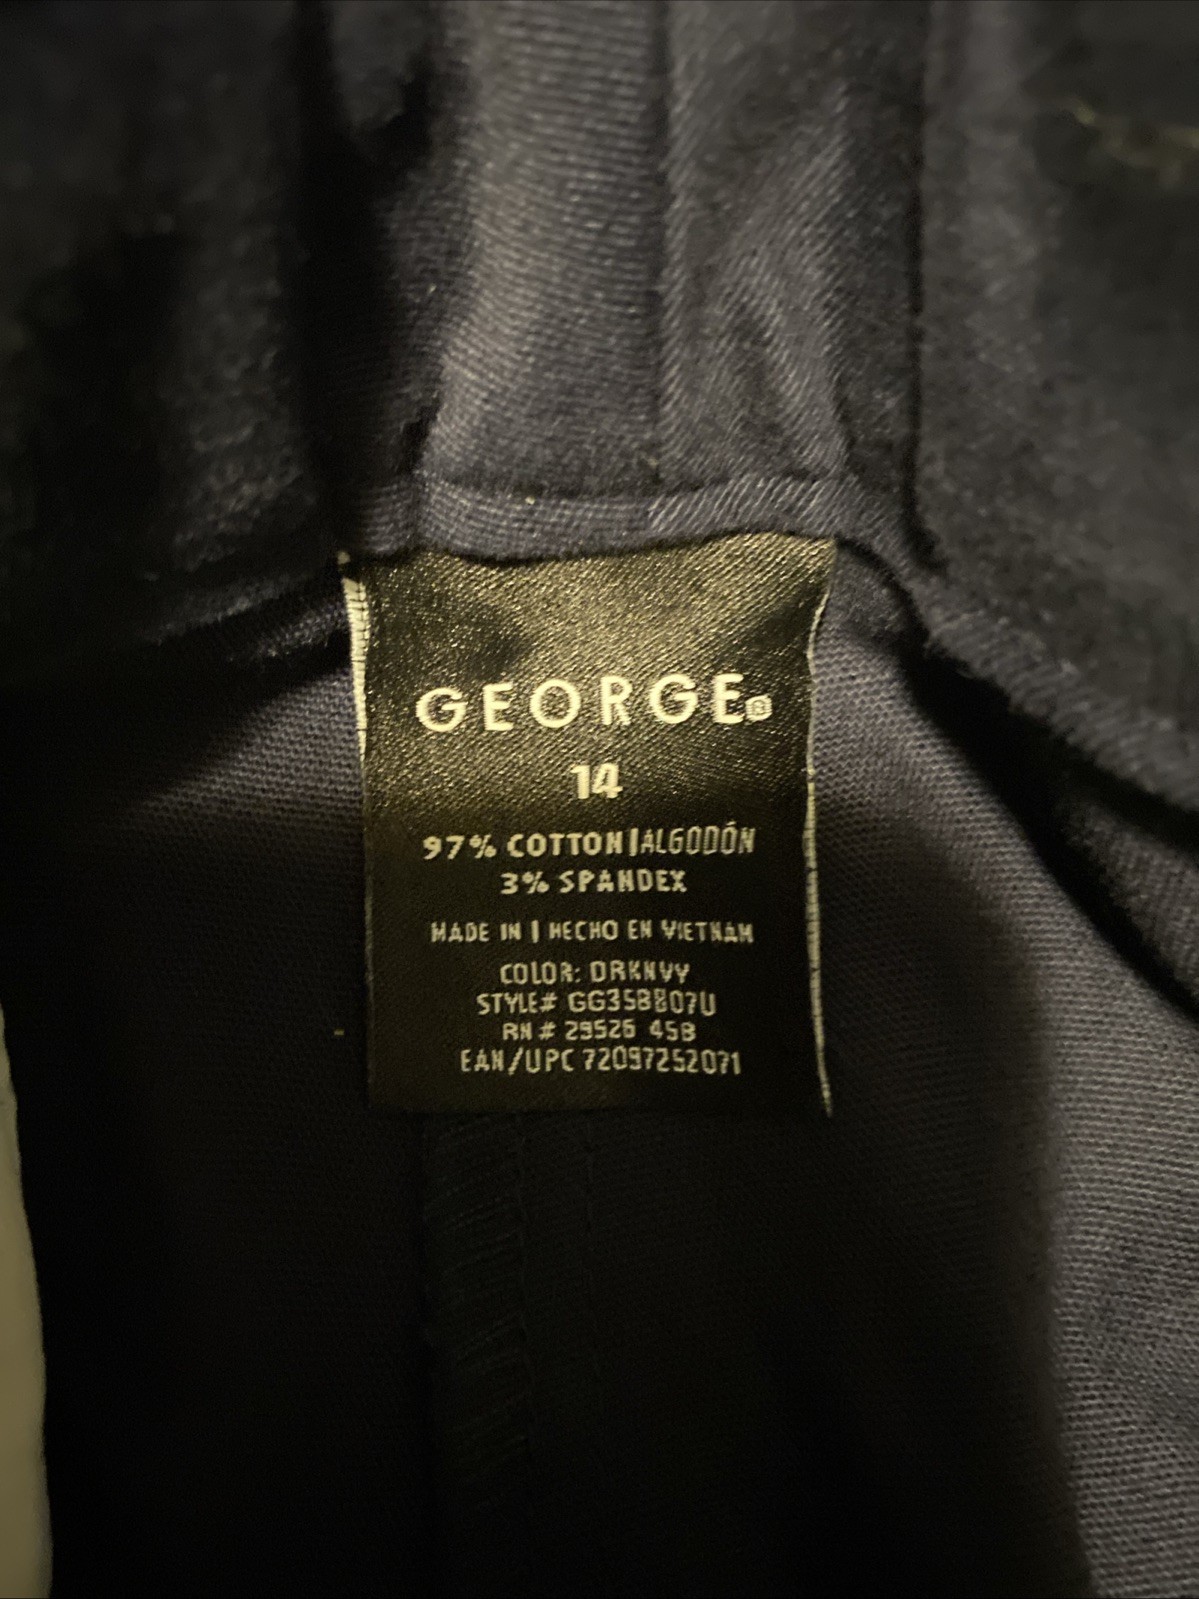 GEORGE®
14
97% COTTON|ALGODÓN
3% SPANDEX
MADE IN | HECHO EN VIETNAM
COLOR: DRKNVY
STYLE# GG35BB07U
RN # 29526 45B
EAN/UPC 72097252071